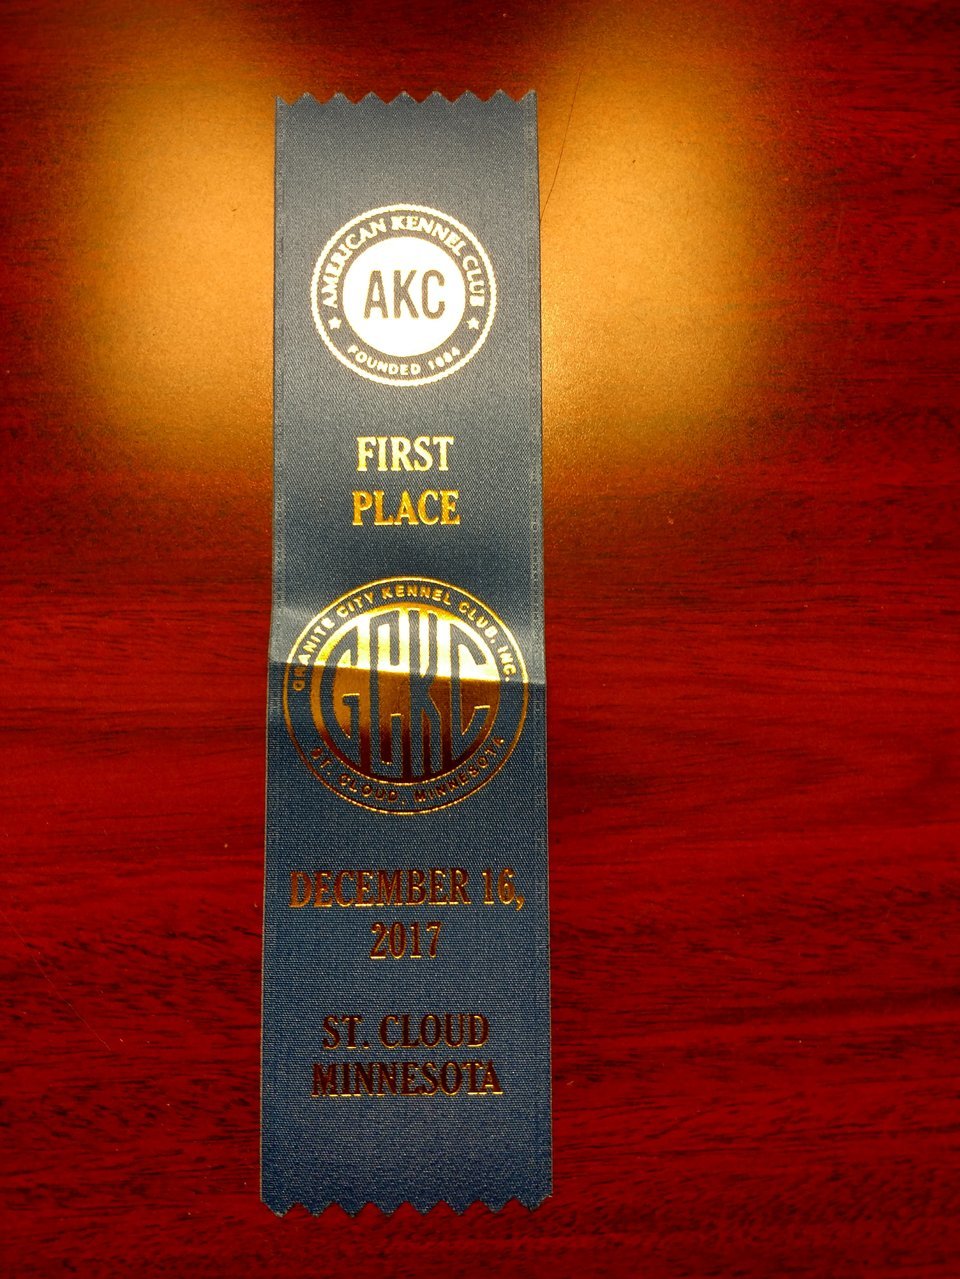 AMERICAN KENNEL CLUB
AKC
FOUNDED 1884
FIRST
PLACE
GRANITE CITY KENNEL CLUB, INC.
GCKC
ST. CLOUD, MINNESOTA
DECEMBER 16,
2017
ST. CLOUD
MINNESOTA